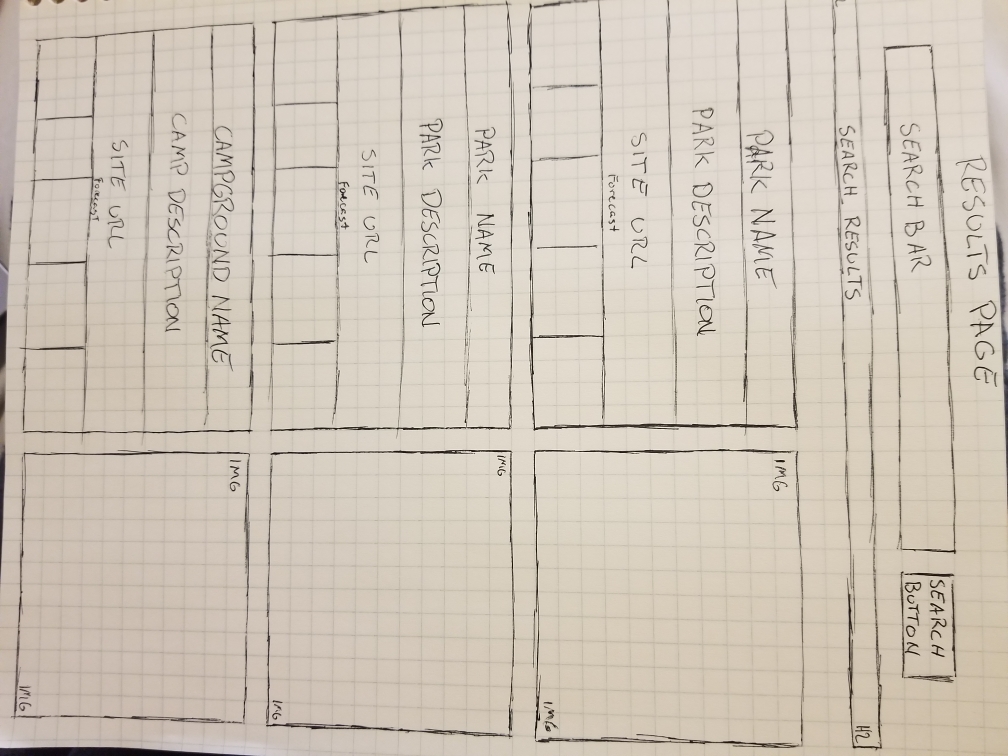 RESULTS PAGE
SEARCH BAR
SEARCH
BUTTON
SEARCH RESULTS
H2
PARK NAME
PARK DESCRIPTION
SITE URL
Forecast
IMG
IMG
PARK NAME
PARK DESCRIPTION
SITE URL
Forecast
IMG
IMG
CAMPGROUND NAME
CAMP DESCRIPTION
SITE URL
Forecast
IMG
IMG